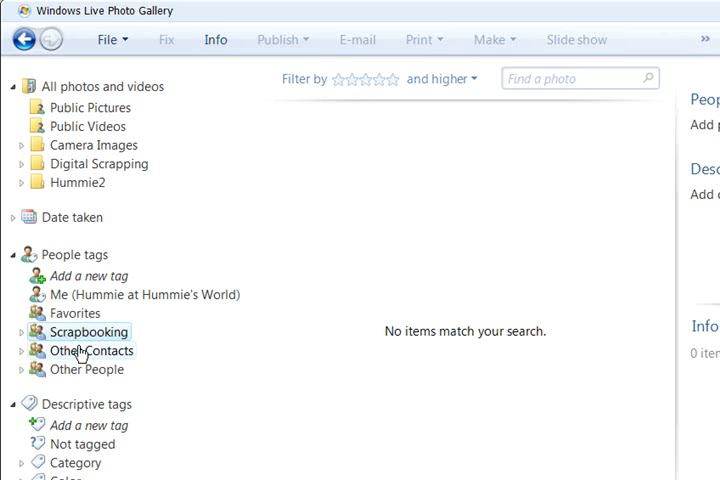 Windows Live Photo Gallery
File Fix Info Publish E-mail Print Make Slide show »
All photos and videos
Public Pictures
Public Videos
Camera Images
Digital Scrapping
Hummie2
Date taken
People tags
Add a new tag
Me (Hummie at Hummie's World)
Favorites
Scrapbooking
Other Contacts
Other People
Descriptive tags
Add a new tag
Not tagged
Category
Filter by and higher
Find a photo
No items match your search.
Add
Add
Info
0